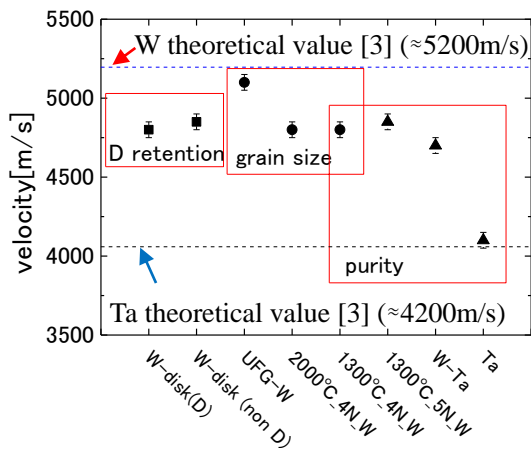 5500
W theoretical value [3] (≈5200m/s)
5000
D retention
grain size
4500
velocity[m/s]
4000
purity
Ta theoretical value [3] (≈4200m/s)
3500
W-disk(D)
W-disk (non D)
UFG-W
2000℃_4N_W
1300℃_4N_W
1300℃_5N_W
W-Ta
Ta